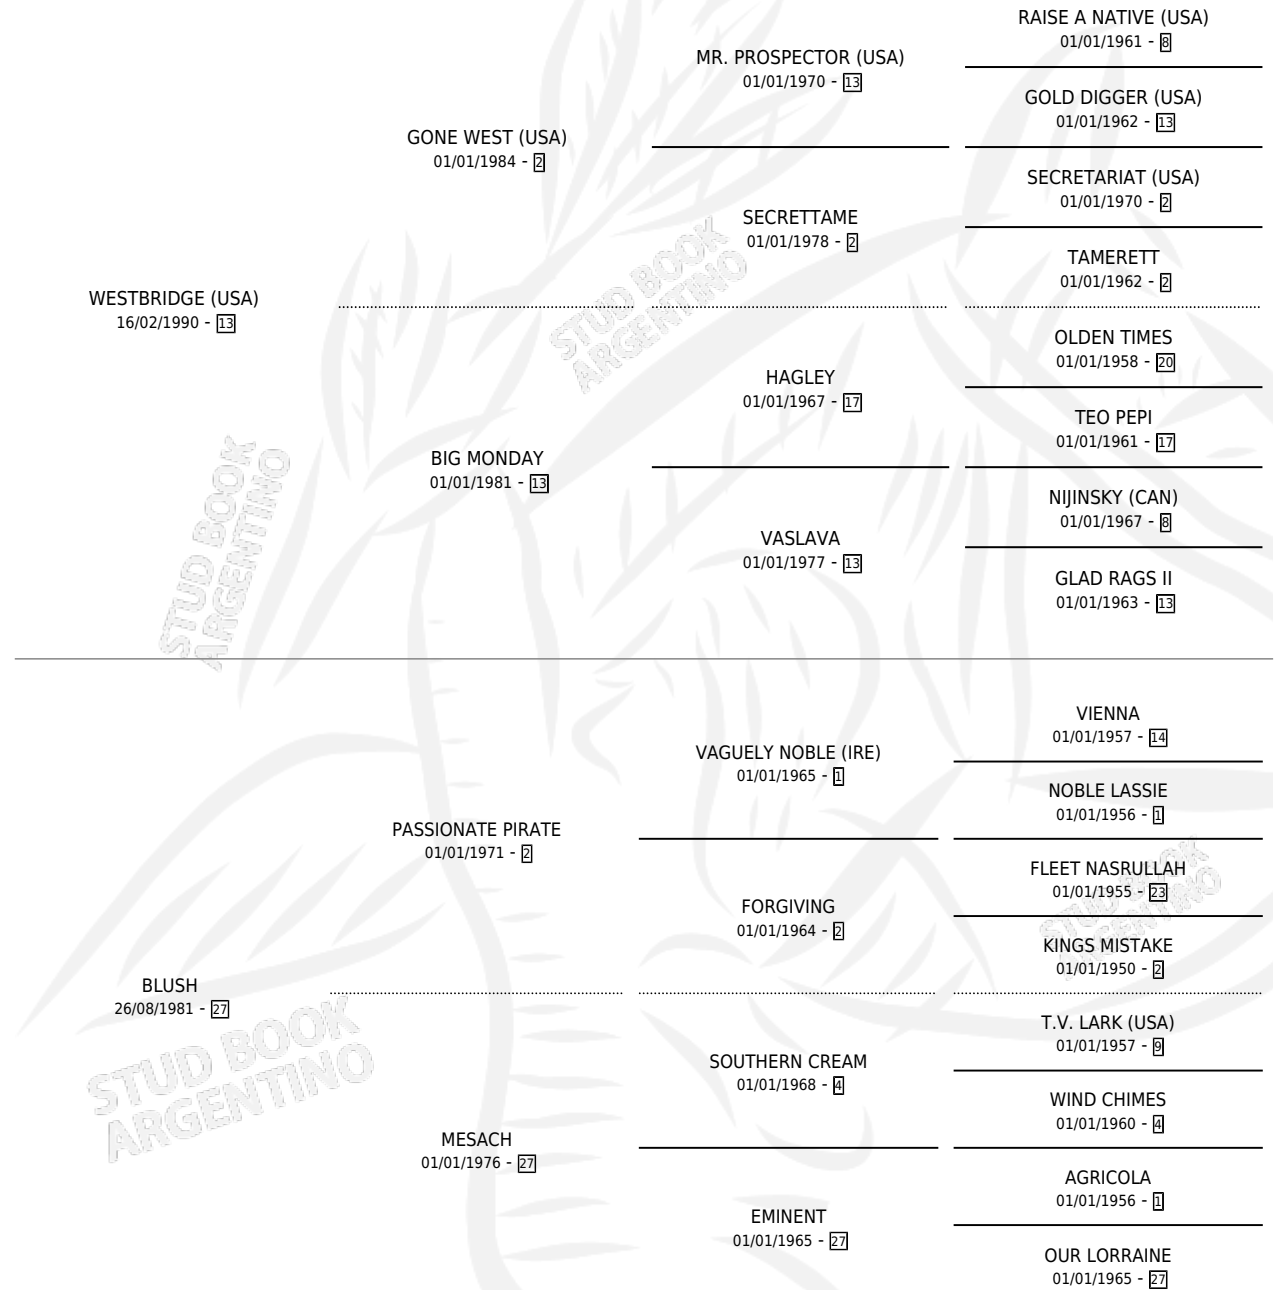 RAISE A NATIVE (USA)
01/01/1961 - 8
MR. PROSPECTOR (USA)
01/01/1970 - 13
GOLD DIGGER (USA)
01/01/1962 - 13
GONE WEST (USA)
01/01/1984 - 2
SECRETARIAT (USA)
01/01/1970 - 2
SECRETTAME
01/01/1978 - 2
TAMERETT
01/01/1962 - 2
WESTBRIDGE (USA)
16/02/1990 - 13
OLDEN TIMES
01/01/1958 - 20
HAGLEY
01/01/1967 - 17
TEO PEPI
01/01/1961 - 17
BIG MONDAY
01/01/1981 - 13
NIJINSKY (CAN)
01/01/1967 - 8
VASLAVA
01/01/1977 - 13
GLAD RAGS II
01/01/1963 - 13
VIENNA
01/01/1957 - 14
VAGUELY NOBLE (IRE)
01/01/1965 - 1
NOBLE LASSIE
01/01/1956 - 1
PASSIONATE PIRATE
01/01/1971 - 2
FLEET NASRULLAH
01/01/1955 - 23
FORGIVING
01/01/1964 - 2
KINGS MISTAKE
01/01/1950 - 2
BLUSH
26/08/1981 - 27
T.V. LARK (USA)
01/01/1957 - 9
SOUTHERN CREAM
01/01/1968 - 4
WIND CHIMES
01/01/1960 - 4
MESACH
01/01/1976 - 27
AGRICOLA
01/01/1956 - 1
EMINENT
01/01/1965 - 27
OUR LORRAINE
01/01/1965 - 27
STUD BOOK
ARGENTINO
STUD BOOK
ARGENTINO
STUD BOOK
ARGENTINO
STUD BOOK
ARGENTINO